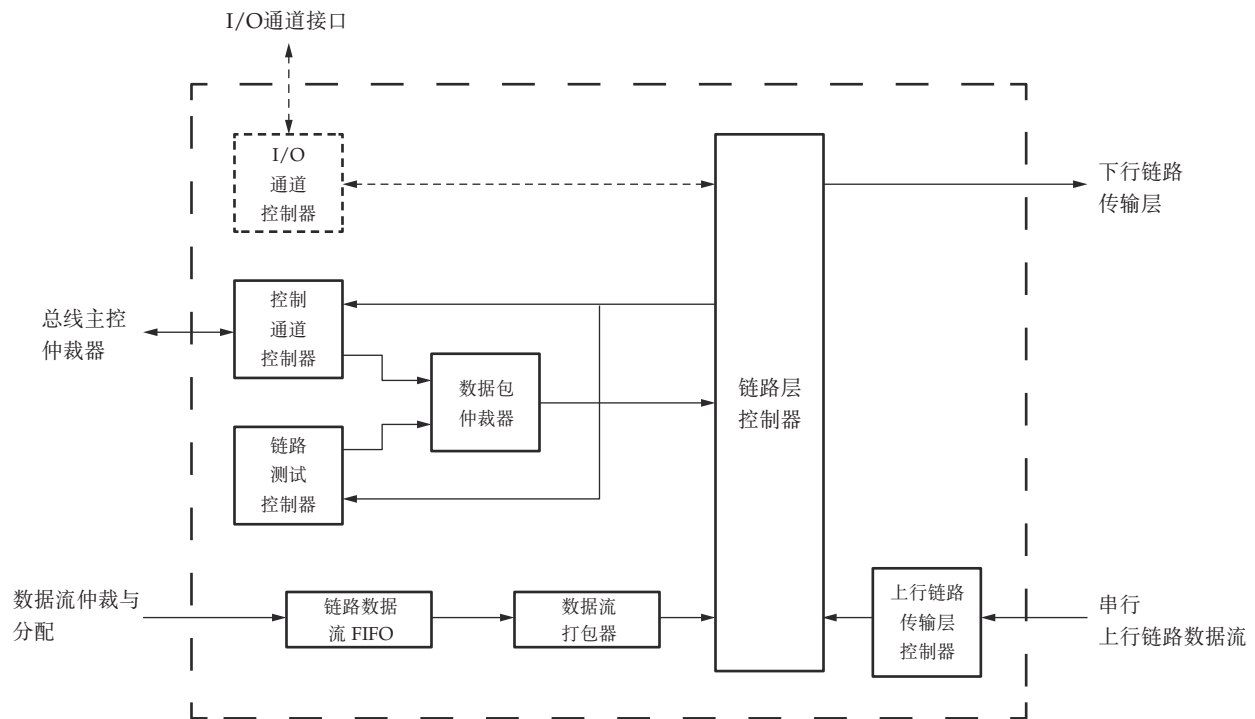 I/O通道接口
I/O
通道
控制器
下行链路
传输层
控制
通道
控制器
总线主控
仲裁器
数据包
仲裁器
链路层
控制器
链路
测试
控制器
数据流仲裁与
分配
链路数据
流 FIFO
数据流
打包器
上行链路
传输层
控制器
串行
上行链路数据流